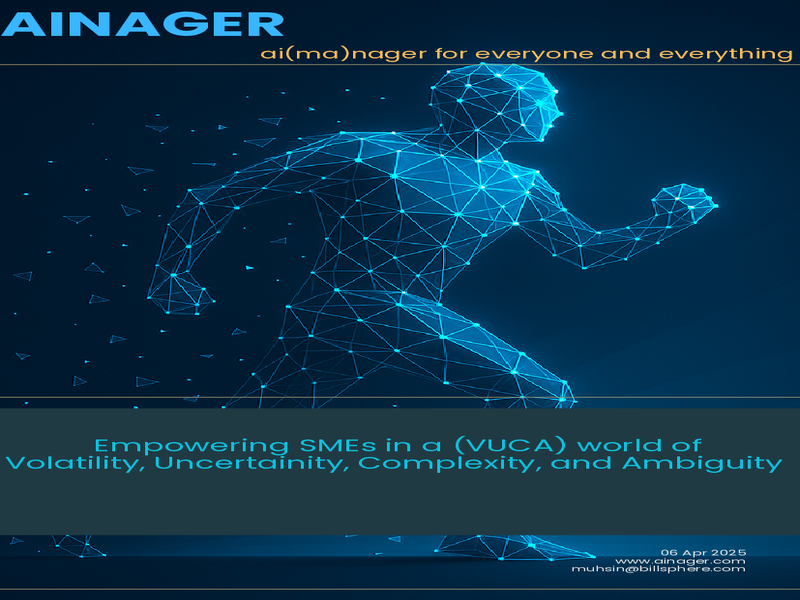 AINAGER
ai(ma)nager for everyone and everything
Empowering SMEs in a (VUCA) world of
Volatility, Uncertainity, Complexity, and Ambiguity
06 Apr 2025
www.ainager.com
muhsin@billsphere.com